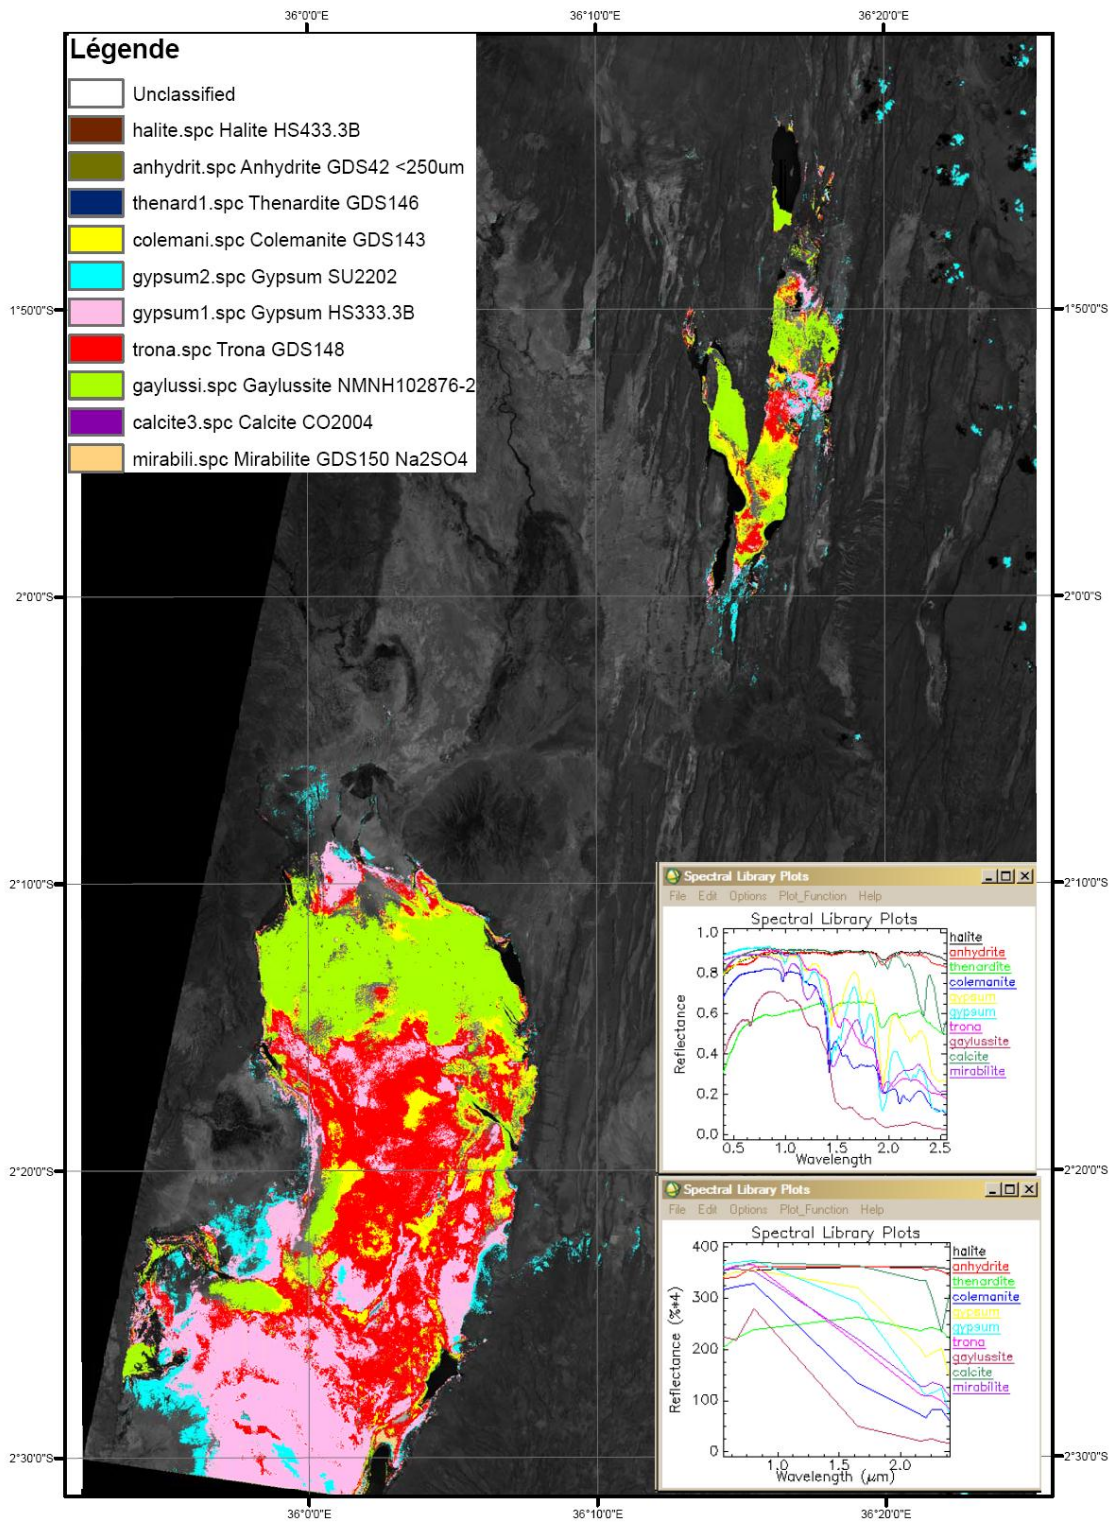 36°0'0"E
36°10'0"E
36°20'0"E
Légende
Unclassified
halite.spc Halite HS433.3B
anhydrit.spc Anhydrite GDS42 <250um
thenard1.spc Thenardite GDS146
colemani.spc Colemanite GDS143
gypsum2.spc Gypsum SU2202
gypsum1.spc Gypsum HS333.3B
trona.spc Trona GDS148
gaylussi.spc Gaylussite NMNH102876-2
calcite3.spc Calcite CO2004
mirabili.spc Mirabilite GDS150 Na2SO4
1°50'0"S
1°50'0"S
2°0'0"S
2°0'0"S
2°10'0"S
2°10'0"S
Spectral Library Plots
File Edit Options Plot_Function Help
Spectral Library Plots
1.0
0.8
0.6
0.4
0.2
0.0
Reflectance
0.5 1.0 1.5 2.0 2.5
Wavelength
halite
anhydrite
thenardite
colemanite
gypsum
gypsum
trona
gaylussite
calcite
mirabilite
2°20'0"S
2°20'0"S
Spectral Library Plots
File Edit Options Plot_Function Help
Spectral Library Plots
400
300
200
100
0
Reflectance (%*4)
1.0 2.0
Wavelength (µm)
halite
anhydrite
thenardite
colemanite
gypsum
gypsum
trona
gaylussite
calcite
mirabilite
2°30'0"S
2°30'0"S
36°0'0"E
36°10'0"E
36°20'0"E